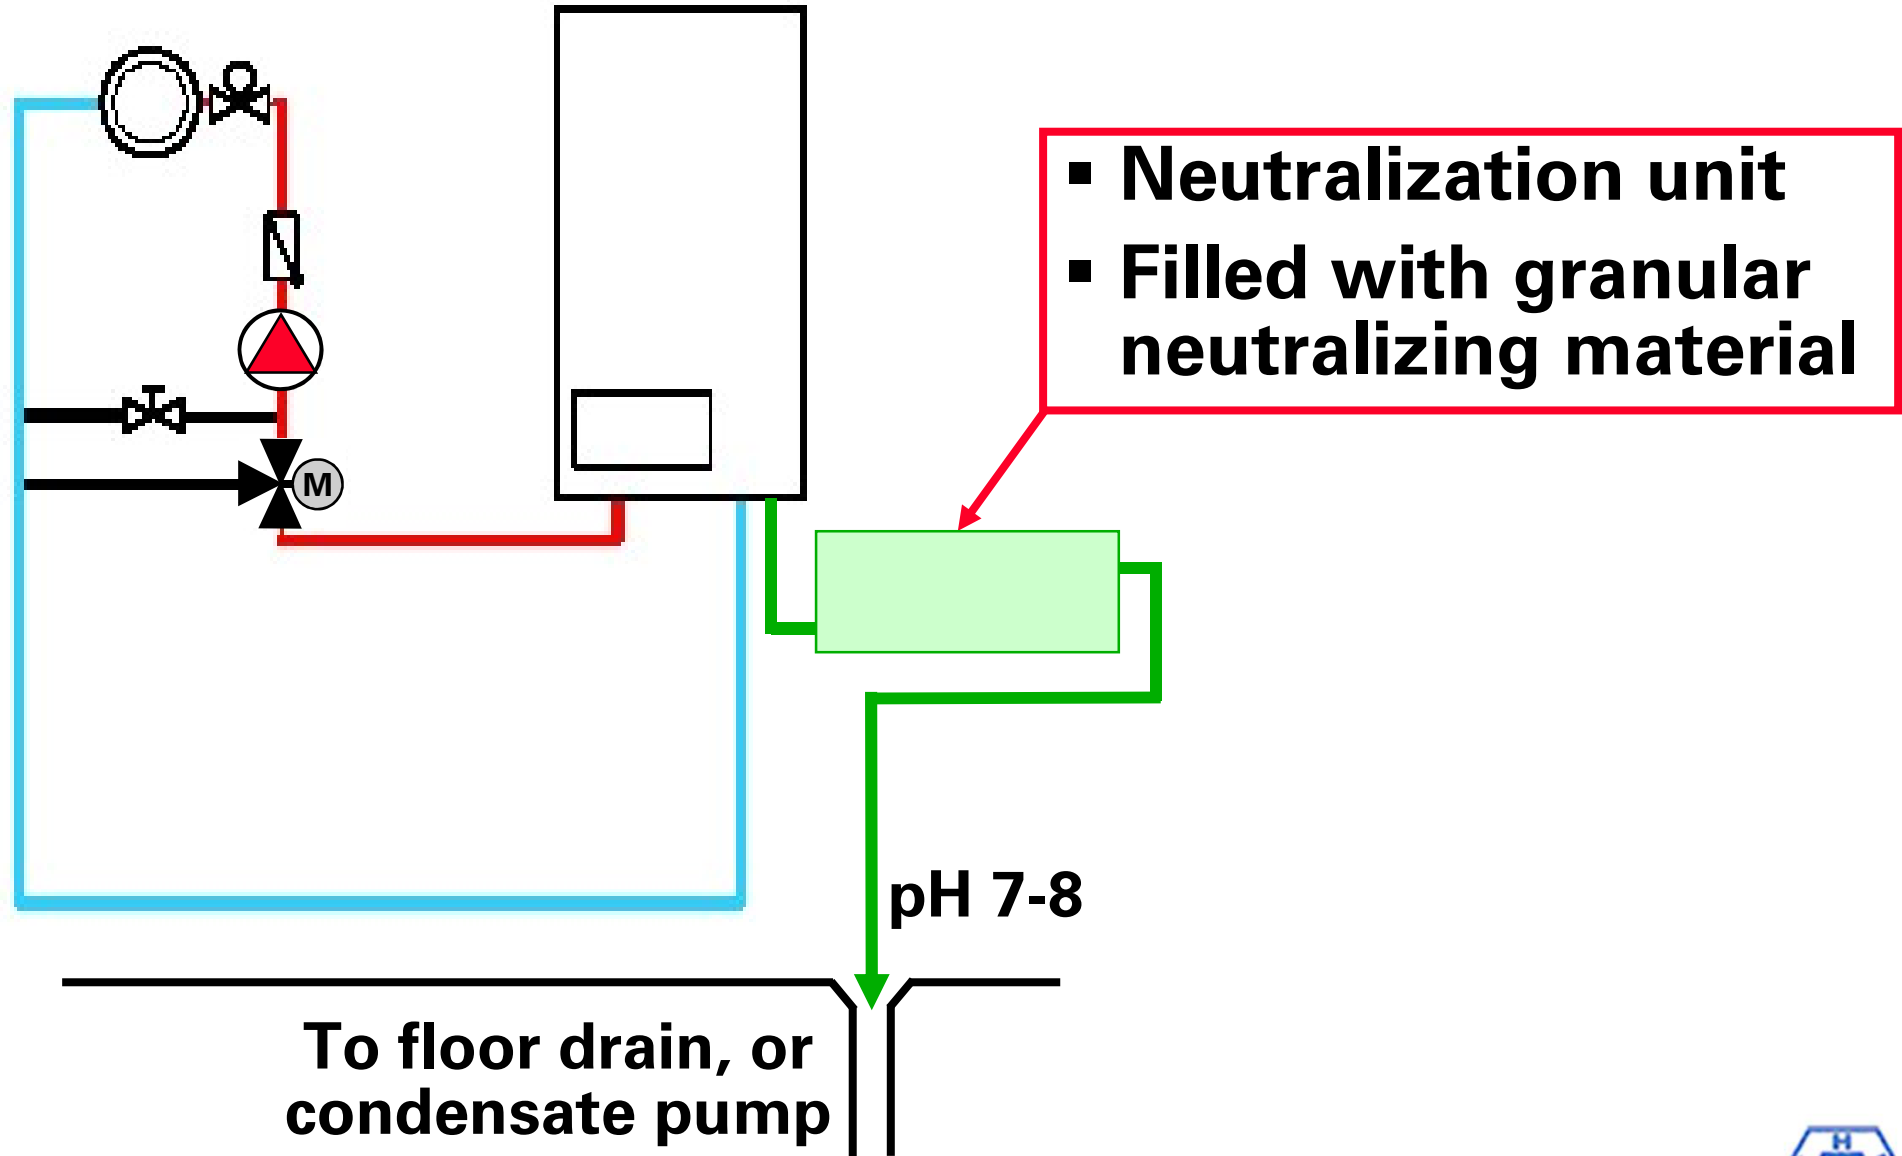 ▪ Neutralization unit
▪ Filled with granular
neutralizing material
M
pH 7-8
To floor drain, or
condensate pump
H